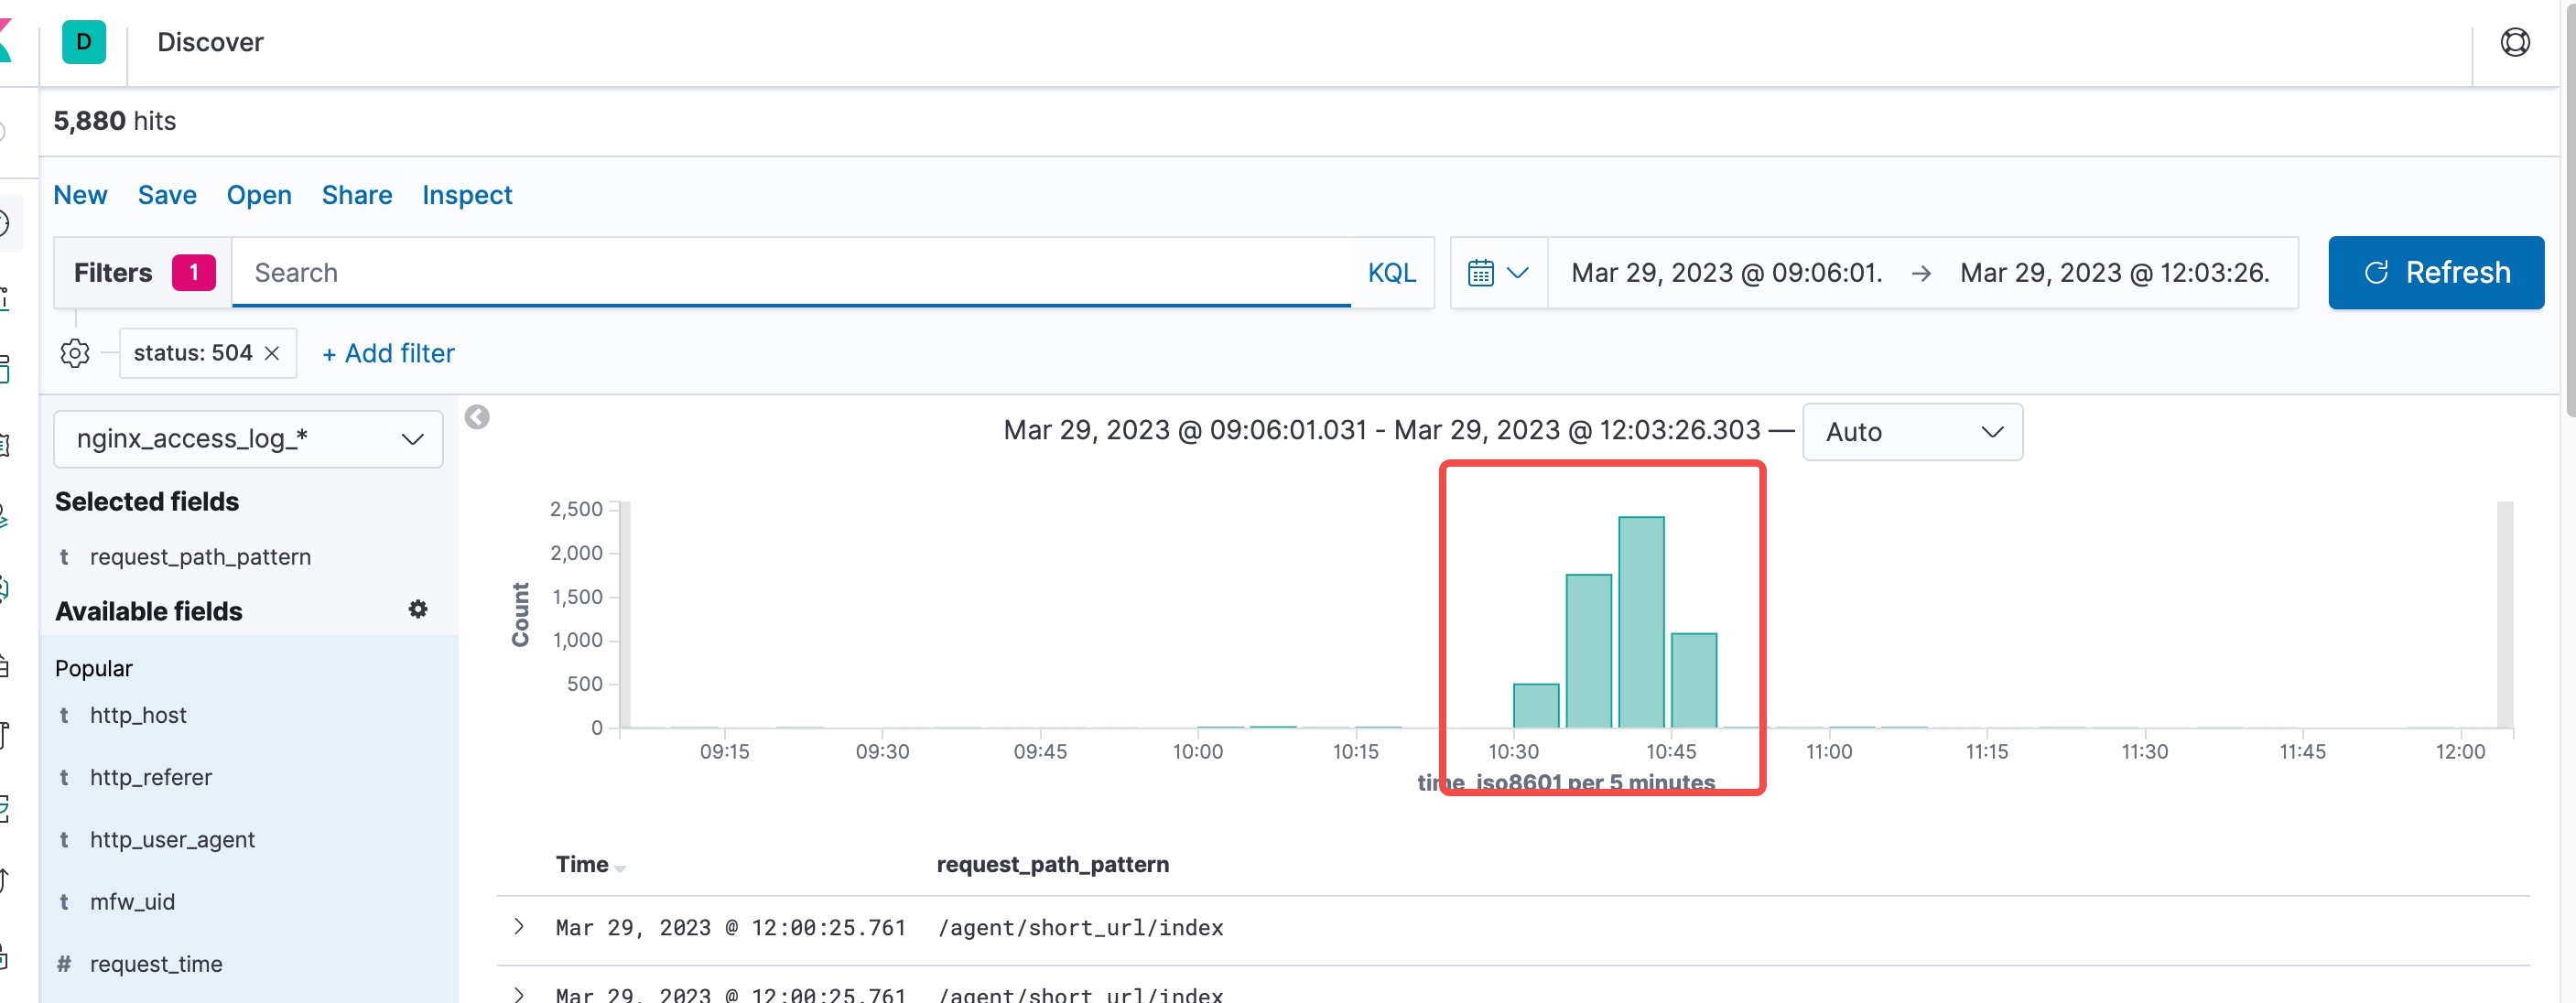 D Discover
5,880 hits
New Save Open Share Inspect
Filters 1 Search KQL Mar 29, 2023 @ 09:06:01. → Mar 29, 2023 @ 12:03:26. Refresh
status: 504 × + Add filter
nginx_access_log_*
Mar 29, 2023 @ 09:06:01.031 - Mar 29, 2023 @ 12:03:26.303 — Auto
Selected fields
t request_path_pattern
Available fields
Popular
t http_host
t http_referer
t http_user_agent
t mfw_uid
# request_time
Count
2,500
2,000
1,500
1,000
500
0
09:15 09:30 09:45 10:00 10:15 10:30 10:45 11:00 11:15 11:30 11:45 12:00
time_iso8601 per 5 minutes
Time request_path_pattern
Mar 29, 2023 @ 12:00:25.761 /agent/short_url/index
Mar 29, 2023 @ 12:00:25.761 /agent/short_url/index